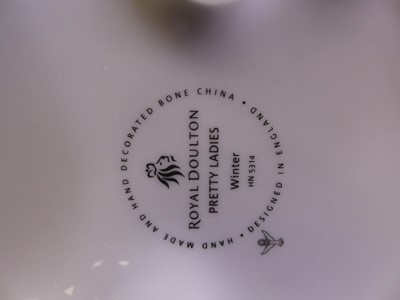 HAND MADE AND HAND DECORATED BONE CHINA • DESIGNED IN ENGLAND •
ROYAL DOULTON
PRETTY LADIES
Winter
HN 5314